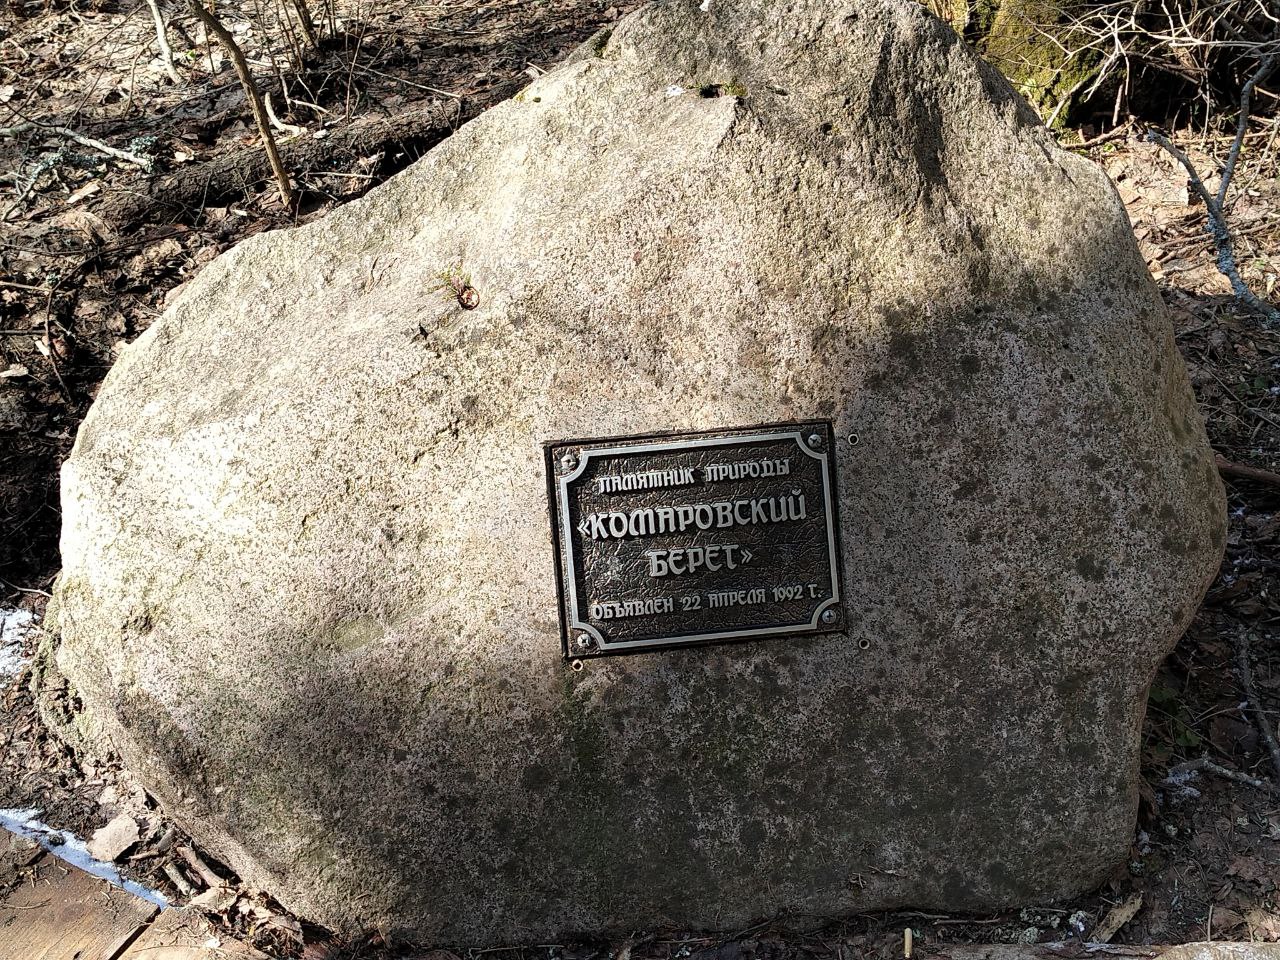 ПАМЯТНИК ПРИРОДЫ
«КОМАРОВСКИЙ
БЕРЕГ»
ОБЪЯВЛЕН 22 АПРЕЛЯ 1992 Г.